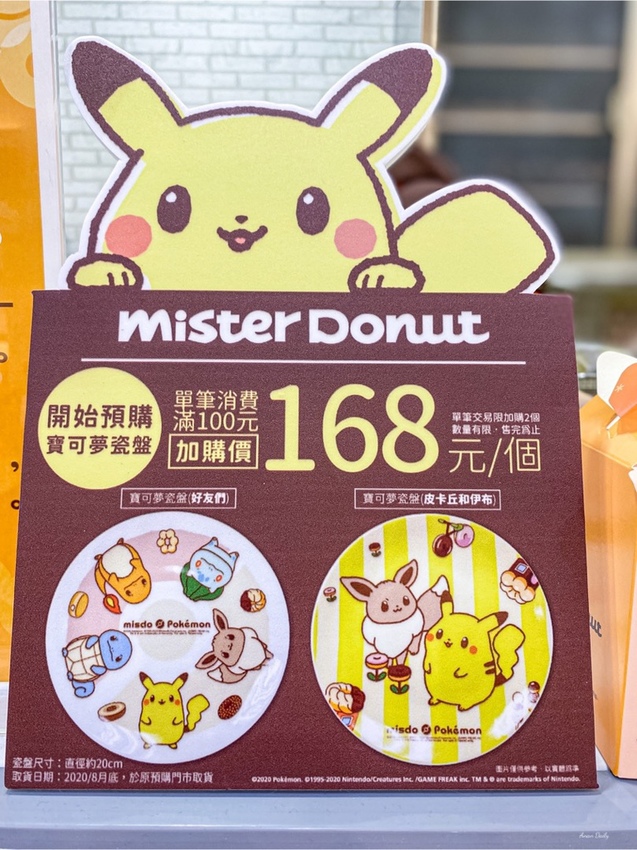 mister Donut
開始預購
寶可夢瓷盤
單筆消費
滿100元
加購價
168
元/個
單筆交易限加購2個
數量有限，售完為止
寶可夢瓷盤(好友們)
寶可夢瓷盤(皮卡丘和伊布)
misdo Pokémon
misdo Pokémon
瓷盤尺寸：直徑約20cm
取貨日期：2020/8月底，於原預購門市取貨
圖片僅供參考，以實體為準
©2020 Pokémon. ©1995-2020 Nintendo/Creatures Inc. /GAME FREAK inc. TM & ® are trademarks of Nintendo.